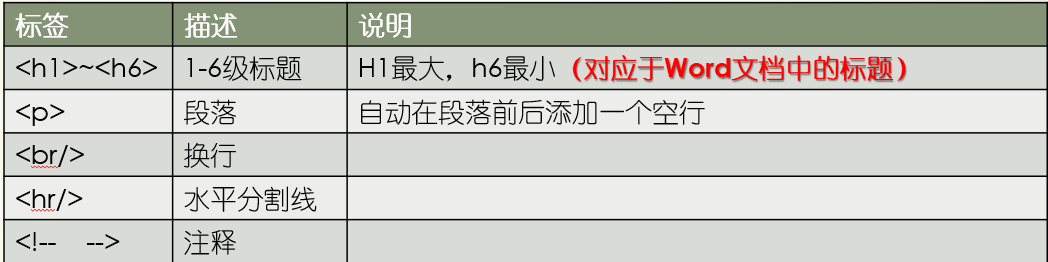 标签 描述 说明
<h1>~<h6> 1-6级标题 H1最大，h6最小（对应于Word文档中的标题）
<p> 段落 自动在段落前后添加一个空行
<br/> 换行
<hr/> 水平分割线
<!-- --> 注释